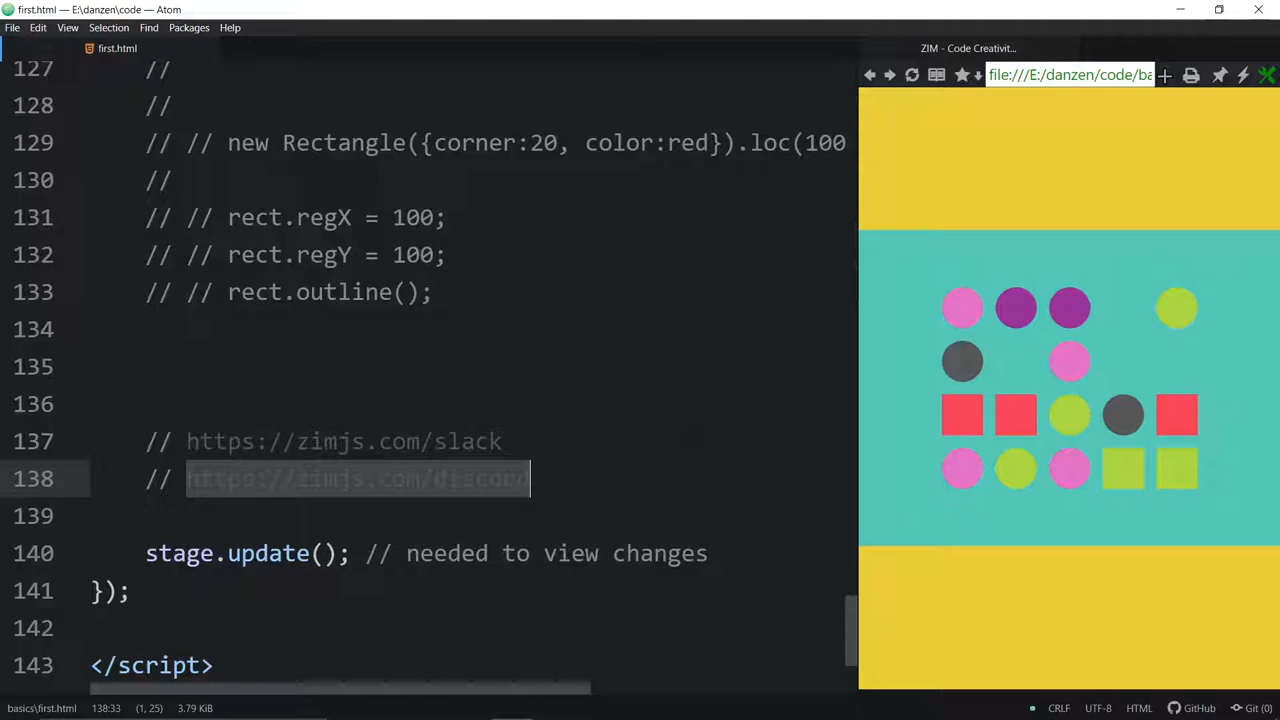 first.html — E:\danzen\code — Atom
File Edit View Selection Find Packages Help
first.html
ZIM - Code Creativit...
file:///E:/danzen/code/ba
127 //
128 //
129 // // new Rectangle({corner:20, color:red}).loc(100
130 //
131 // // rect.regX = 100;
132 // // rect.regY = 100;
133 // // rect.outline();
134
135
136
137 // https://zimjs.com/slack
138 // https://zimjs.com/discord
139
140 stage.update(); // needed to view changes
141 });
142
143 </script>
basics\first.html 138:33 (1, 25) 3.79 KiB CRLF UTF-8 HTML GitHub Git (0)